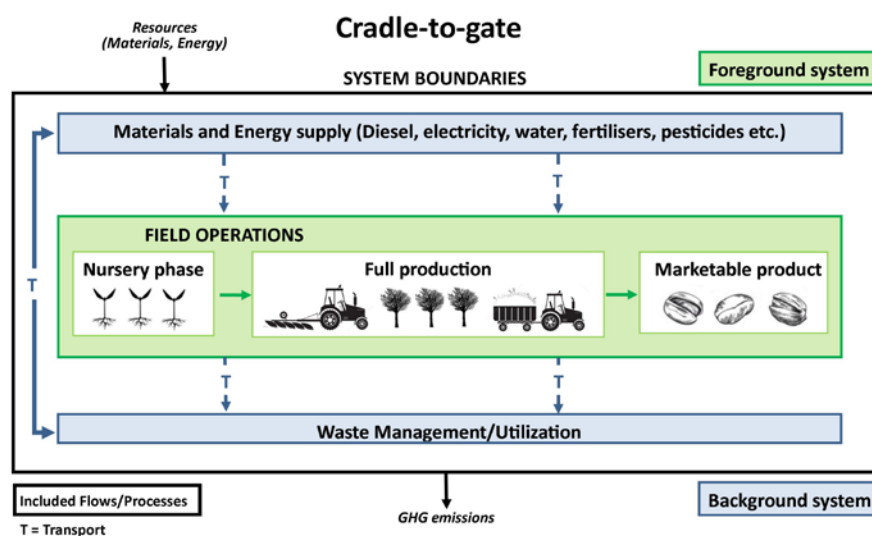 Resources
(Materials, Energy)
Cradle-to-gate
SYSTEM BOUNDARIES
Foreground system
Materials and Energy supply (Diesel, electricity, water, fertilisers, pesticides etc.)
T
T
FIELD OPERATIONS
Nursery phase
Full production
Marketable product
T
T
T
Waste Management/Utilization
Included Flows/Processes
T = Transport
GHG emissions
Background system